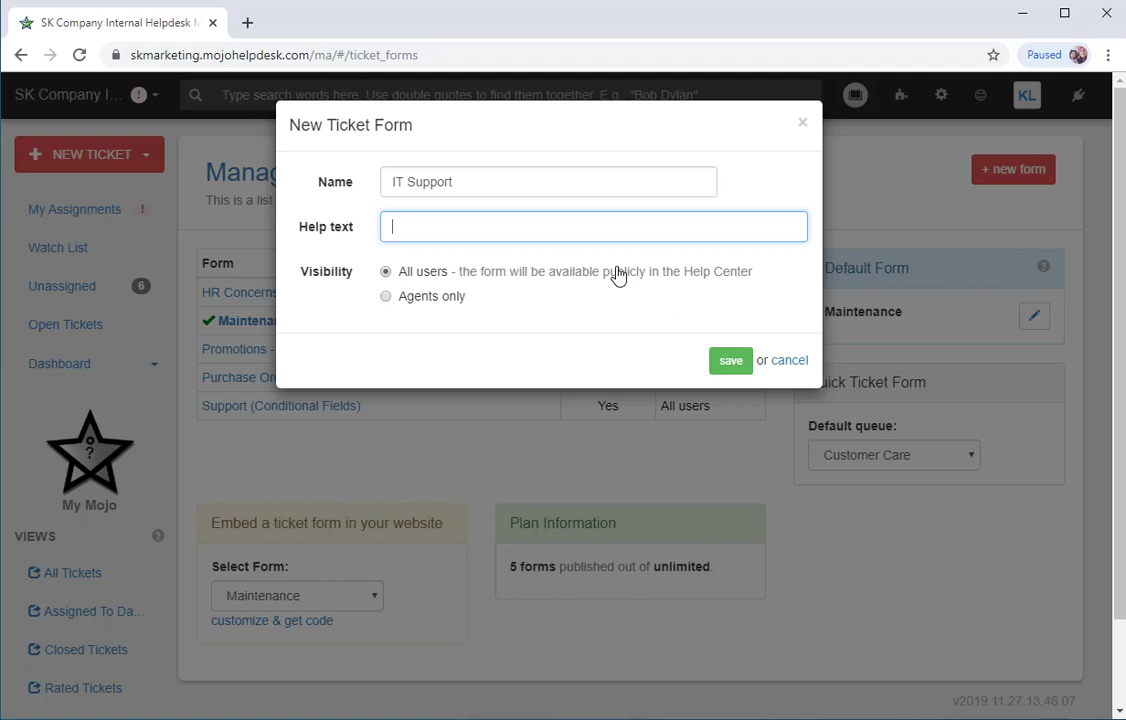 SK Company Internal Helpdesk
skmarketing.mojohelpdesk.com/ma/#/ticket_forms
Paused
SK Company I...
Type search words here. Use double quotes to find them together. E.g., "Bob Dylan"
KL
NEW TICKET
My Assignments !
Watch List
Unassigned 6
Open Tickets
Dashboard
?
My Mojo
VIEWS ?
All Tickets
Assigned To Da...
Closed Tickets
Rated Tickets
This is a list
+ new form
New Ticket Form ×
Name IT Support
Help text
Visibility All users - the form will be available publicly in the Help Center
Agents only
save or cancel
Form
HR Concerns
Promotions -
Support (Conditional Fields) Yes All users
Default Form ?
Maintenance
Ticket Form
Default queue:
Customer Care
Embed a ticket form in your website
Select Form:
Maintenance
customize & get code
Plan Information
5 forms published out of unlimited.
v2019.11.27.13.48.07